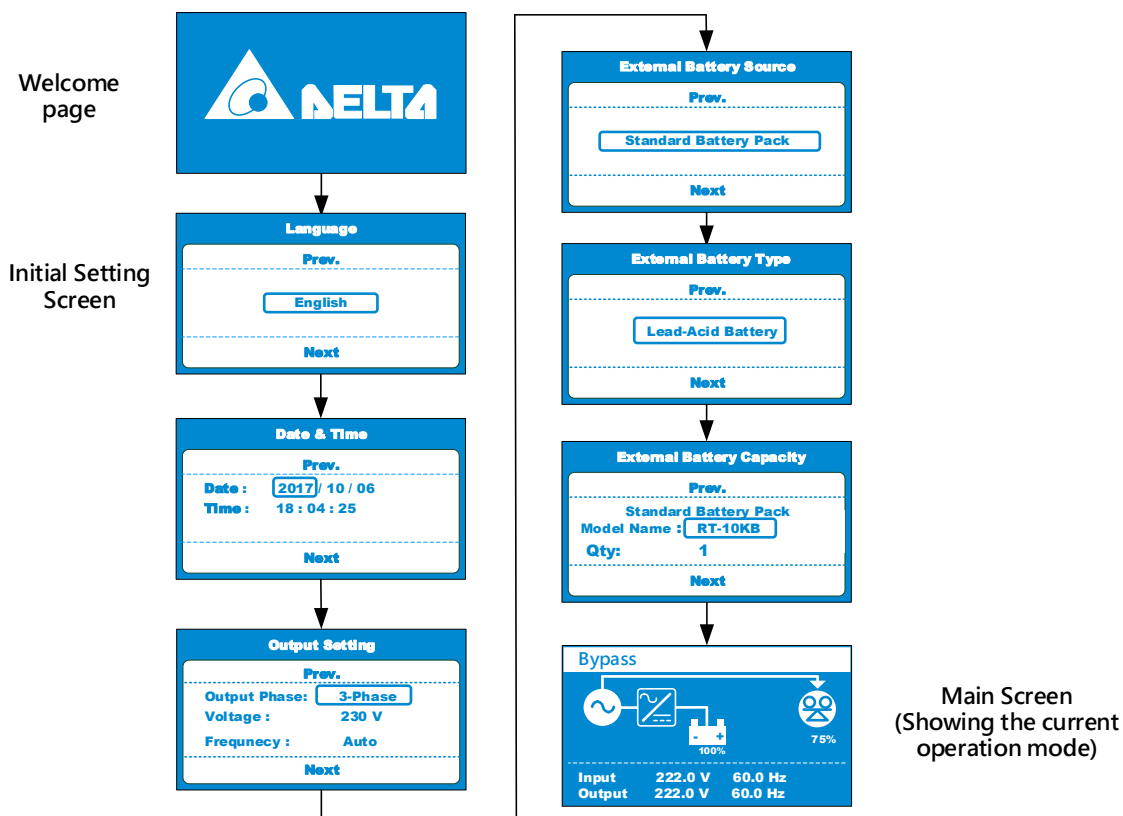 Welcome
page
DELTA
Initial Setting
Screen
Language
Prev.
English
Next
Date & Time
Prev.
Date : 2017 / 10 / 06
Time : 18 : 04 : 25
Next
Output Setting
Prev.
Output Phase: 3-Phase
Voltage : 230 V
Frequnecy : Auto
Next
External Battery Source
Prev.
Standard Battery Pack
Next
External Battery Type
Prev.
Lead-Acid Battery
Next
External Battery Capacity
Prev.
Standard Battery Pack
Model Name : RT-10KB
Qty: 1
Next
Bypass
- +
100%
75%
Input 222.0 V 60.0 Hz
Output 222.0 V 60.0 Hz
Main Screen
(Showing the current
operation mode)